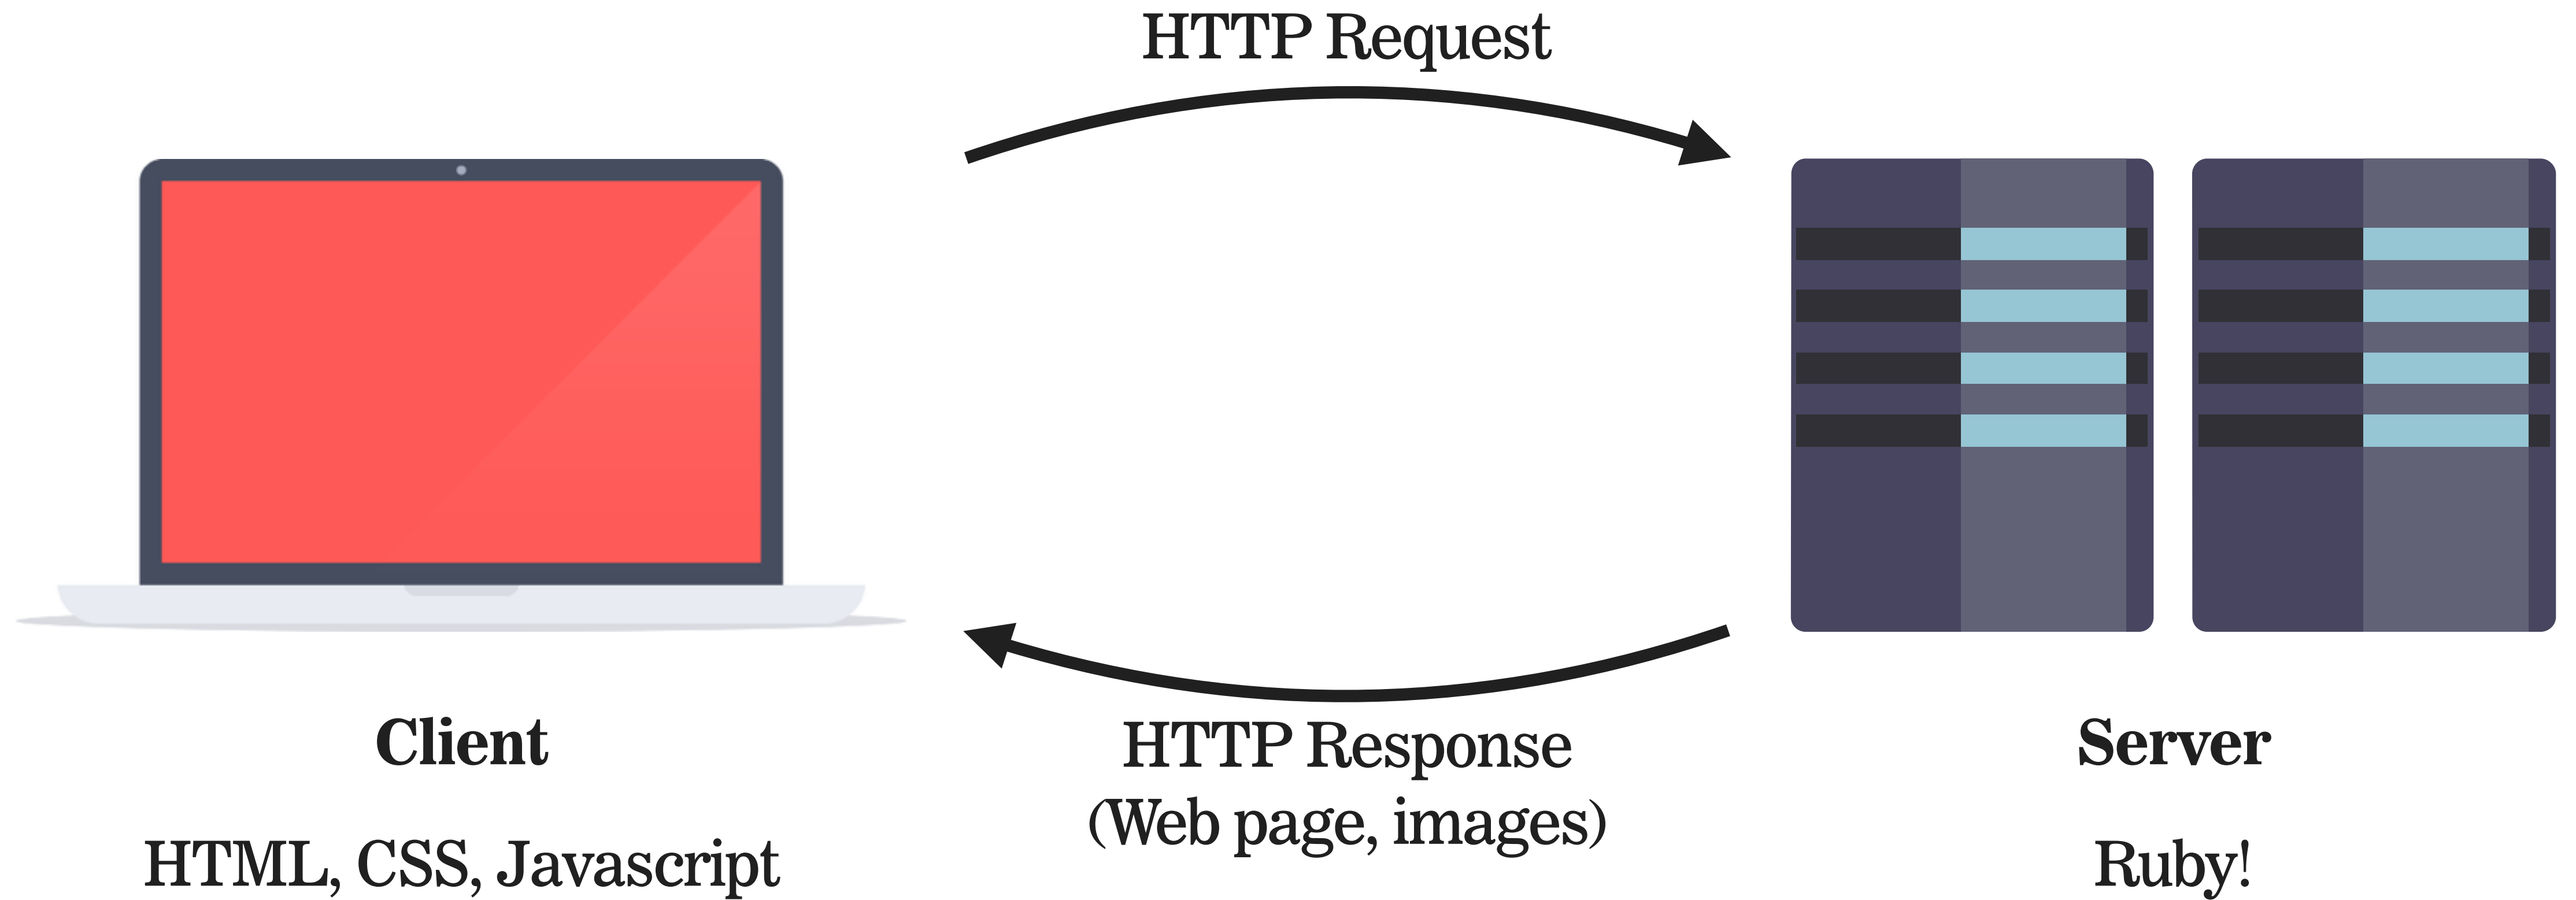 HTTP Request
Client
HTML, CSS, Javascript
HTTP Response
(Web page, images)
Server
Ruby!